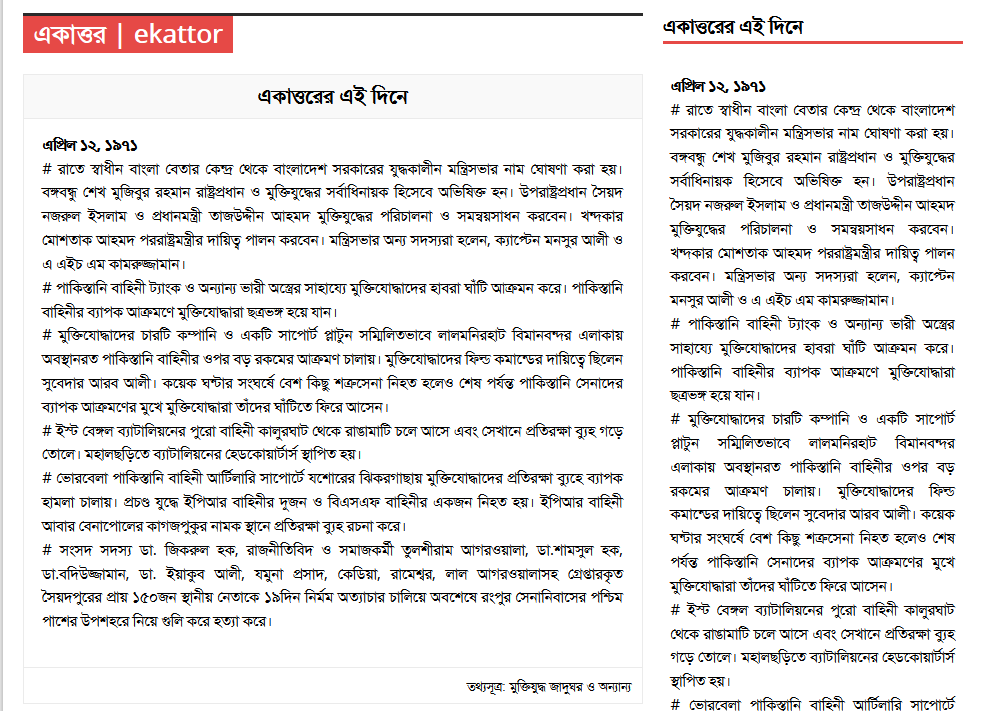 একাত্তর | ekattor
একাত্তরের এই দিনে
এপ্রিল ১২, ১৯৭১
# রাতে স্বাধীন বাংলা বেতার কেন্দ্র থেকে বাংলাদেশ সরকারের যুদ্ধকালীন মন্ত্রিসভার নাম ঘোষণা করা হয়।
বঙ্গবন্ধু শেখ মুজিবুর রহমান রাষ্ট্রপ্রধান ও মুক্তিযুদ্ধের সর্বাধিনায়ক হিসেবে অভিষিক্ত হন। উপরাষ্ট্রপ্রধান সৈয়দ
নজরুল ইসলাম ও প্রধানমন্ত্রী তাজউদ্দীন আহমদ মুক্তিযুদ্ধের পরিচালনা ও সমন্বয়সাধন করবেন। খন্দকার
মোশতাক আহমদ পররাষ্ট্রমন্ত্রীর দায়িত্ব পালন করবেন। মন্ত্রিসভার অন্য সদস্যরা হলেন, ক্যাপ্টেন মনসুর আলী ও
এ এইচ এম কামরুজ্জামান।
# পাকিস্তানি বাহিনী ট্যাংক ও অন্যান্য ভারী অস্ত্রের সাহায্যে মুক্তিযোদ্ধাদের হাবরা ঘাঁটি আক্রমন করে। পাকিস্তানি
বাহিনীর ব্যাপক আক্রমণে মুক্তিযোদ্ধারা ছত্রভঙ্গ হয়ে যান।
# মুক্তিযোদ্ধাদের চারটি কম্পানি ও একটি সাপোর্ট প্লাটুন সম্মিলিতভাবে লালমনিরহাট বিমানবন্দর এলাকায়
অবস্থানরত পাকিস্তানি বাহিনীর ওপর বড় রকমের আক্রমণ চালায়। মুক্তিযোদ্ধাদের ফিল্ড কমান্ডের দায়িত্বে ছিলেন
সুবেদার আরব আলী। কয়েক ঘন্টার সংঘর্ষে বেশ কিছু শত্রুসেনা নিহত হলেও শেষ পর্যন্ত পাকিস্তানি সেনাদের
ব্যাপক আক্রমণের মুখে মুক্তিযোদ্ধারা তাঁদের ঘাঁটিতে ফিরে আসেন।
# ইস্ট বেঙ্গল ব্যাটালিয়নের পুরো বাহিনী কালুরঘাট থেকে রাঙামাটি চলে আসে এবং সেখানে প্রতিরক্ষা ব্যুহ গড়ে
তোলে। মহালছড়িতে ব্যাটালিয়নের হেডকোয়ার্টার্স স্থাপিত হয়।
# ভোরবেলা পাকিস্তানি বাহিনী আর্টিলারি সাপোর্টে যশোরের ঝিকরগাছায় মুক্তিযোদ্ধাদের প্রতিরক্ষা ব্যুহে ব্যাপক
হামলা চালায়। প্রচণ্ড যুদ্ধে ইপিআর বাহিনীর দুজন ও বিএসএফ বাহিনীর একজন নিহত হয়। ইপিআর বাহিনী
আবার বেনাপোলের কাগজপুকুর নামক স্থানে প্রতিরক্ষা ব্যুহ রচনা করে।
# সংসদ সদস্য ডা. জিকরুল হক, রাজনীতিবিদ ও সমাজকর্মী তুলশীরাম আগরওয়ালা, ডা.শামসুল হক,
ডা.বদিউজ্জামান, ডা. ইয়াকুব আলী, যমুনা প্রসাদ, কেডিয়া, রামেশ্বর, লাল আগরওয়ালাসহ গ্রেপ্তারকৃত
সৈয়দপুরের প্রায় ১৫০জন স্থানীয় নেতাকে ১৯দিন নির্মম অত্যাচার চালিয়ে অবশেষে রংপুর সেনানিবাসের পশ্চিম
পাশের উপশহরে নিয়ে গুলি করে হত্যা করে।
তথ্যসূত্র: মুক্তিযুদ্ধ জাদুঘর ও অন্যান্য
একাত্তরের এই দিনে
এপ্রিল ১২, ১৯৭১
# রাতে স্বাধীন বাংলা বেতার কেন্দ্র থেকে বাংলাদেশ
সরকারের যুদ্ধকালীন মন্ত্রিসভার নাম ঘোষণা করা হয়।
বঙ্গবন্ধু শেখ মুজিবুর রহমান রাষ্ট্রপ্রধান ও মুক্তিযুদ্ধের
সর্বাধিনায়ক হিসেবে অভিষিক্ত হন। উপরাষ্ট্রপ্রধান
সৈয়দ নজরুল ইসলাম ও প্রধানমন্ত্রী তাজউদ্দীন আহমদ
মুক্তিযুদ্ধের পরিচালনা ও সমন্বয়সাধন করবেন।
খন্দকার মোশতাক আহমদ পররাষ্ট্রমন্ত্রীর দায়িত্ব পালন
করবেন। মন্ত্রিসভার অন্য সদস্যরা হলেন, ক্যাপ্টেন
মনসুর আলী ও এ এইচ এম কামরুজ্জামান।
# পাকিস্তানি বাহিনী ট্যাংক ও অন্যান্য ভারী অস্ত্রের
সাহায্যে মুক্তিযোদ্ধাদের হাবরা ঘাঁটি আক্রমন করে।
পাকিস্তানি বাহিনীর ব্যাপক আক্রমণে মুক্তিযোদ্ধারা
ছত্রভঙ্গ হয়ে যান।
# মুক্তিযোদ্ধাদের চারটি কম্পানি ও একটি সাপোর্ট
প্লাটুন সম্মিলিতভাবে লালমনিরহাট বিমানবন্দর
এলাকায় অবস্থানরত পাকিস্তানি বাহিনীর ওপর বড়
রকমের আক্রমণ চালায়। মুক্তিযোদ্ধাদের ফিল্ড
কমান্ডের দায়িত্বে ছিলেন সুবেদার আরব আলী। কয়েক
ঘন্টার সংঘর্ষে বেশ কিছু শত্রুসেনা নিহত হলেও শেষ
পর্যন্ত পাকিস্তানি সেনাদের ব্যাপক আক্রমণের মুখে
মুক্তিযোদ্ধারা তাঁদের ঘাঁটিতে ফিরে আসেন।
# ইস্ট বেঙ্গল ব্যাটালিয়নের পুরো বাহিনী কালুরঘাট
থেকে রাঙামাটি চলে আসে এবং সেখানে প্রতিরক্ষা ব্যুহ
গড়ে তোলে। মহালছড়িতে ব্যাটালিয়নের হেডকোয়ার্টার্স
স্থাপিত হয়।
# ভোরবেলা পাকিস্তানি বাহিনী আর্টিলারি সাপোর্টে